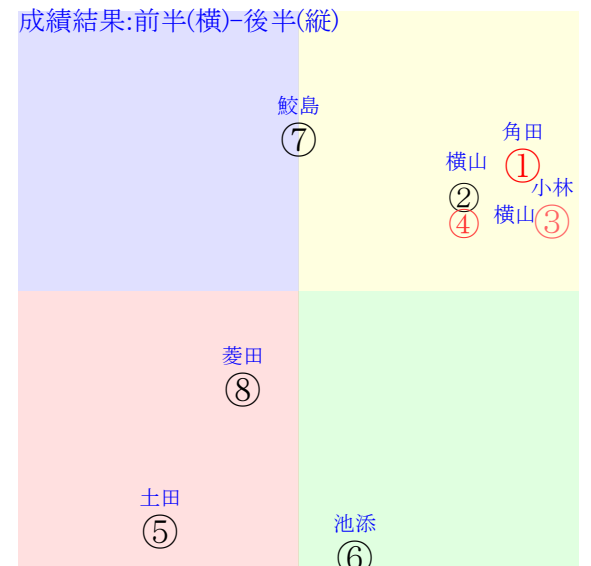 成績結果:前半(横)-後半(縦)
鮫島
⑦
角田
①
横山
②
小林
③
横山
④
菱田
⑧
土田
⑤
池添
⑥